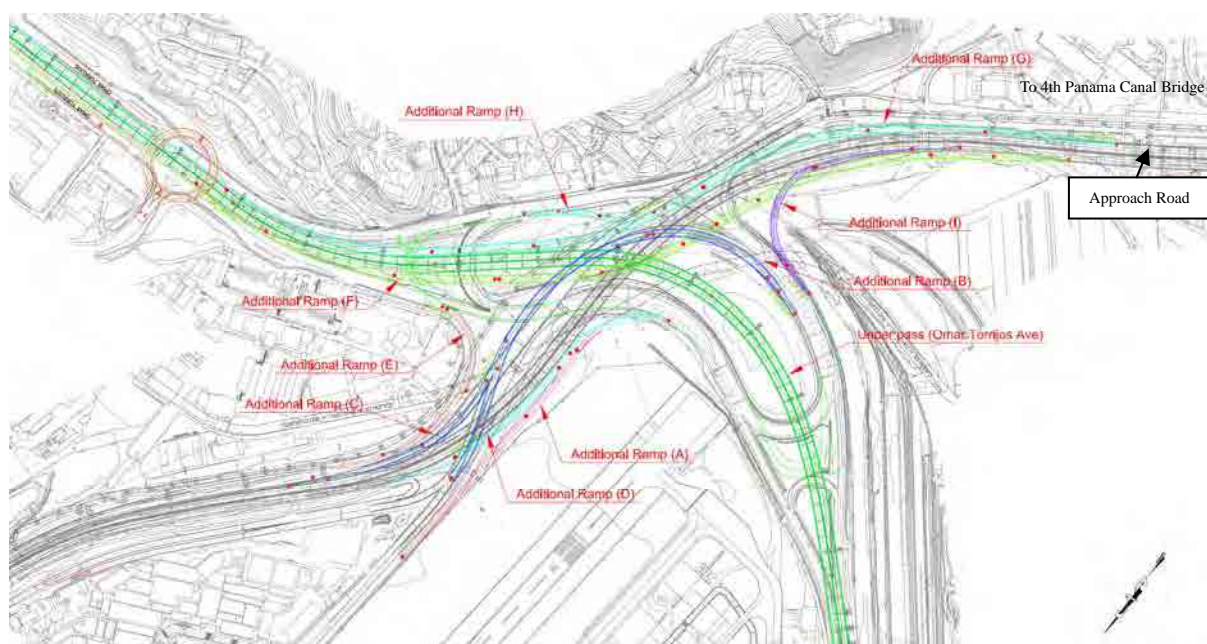 Additional Ramp (G)
To 4th Panama Canal Bridge
Additional Ramp (H)
Approach Road
Additional Ramp (I)
Additional Ramp (B)
Additional Ramp (F)
Under pass (Omar Torrijos Ave)
Additional Ramp (E)
Additional Ramp (C)
Additional Ramp (A)
Additional Ramp (D)